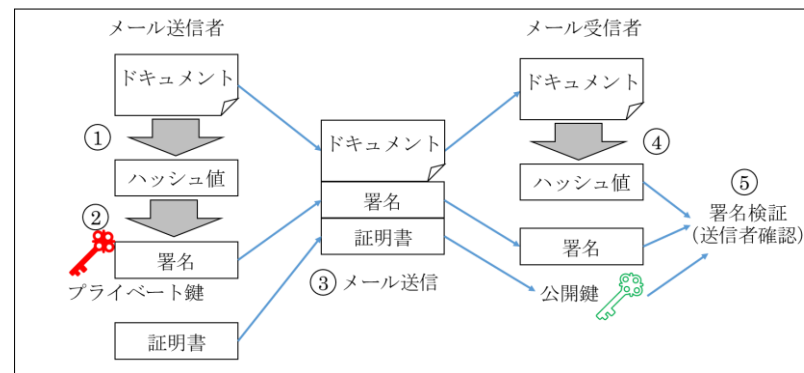 メール送信者
ドキュメント
①
ハッシュ値
②
署名
プライベート鍵
証明書
ドキュメント
署名
証明書
③ メール送信
メール受信者
ドキュメント
④
ハッシュ値
署名
公開鍵
⑤
署名検証
(送信者確認)